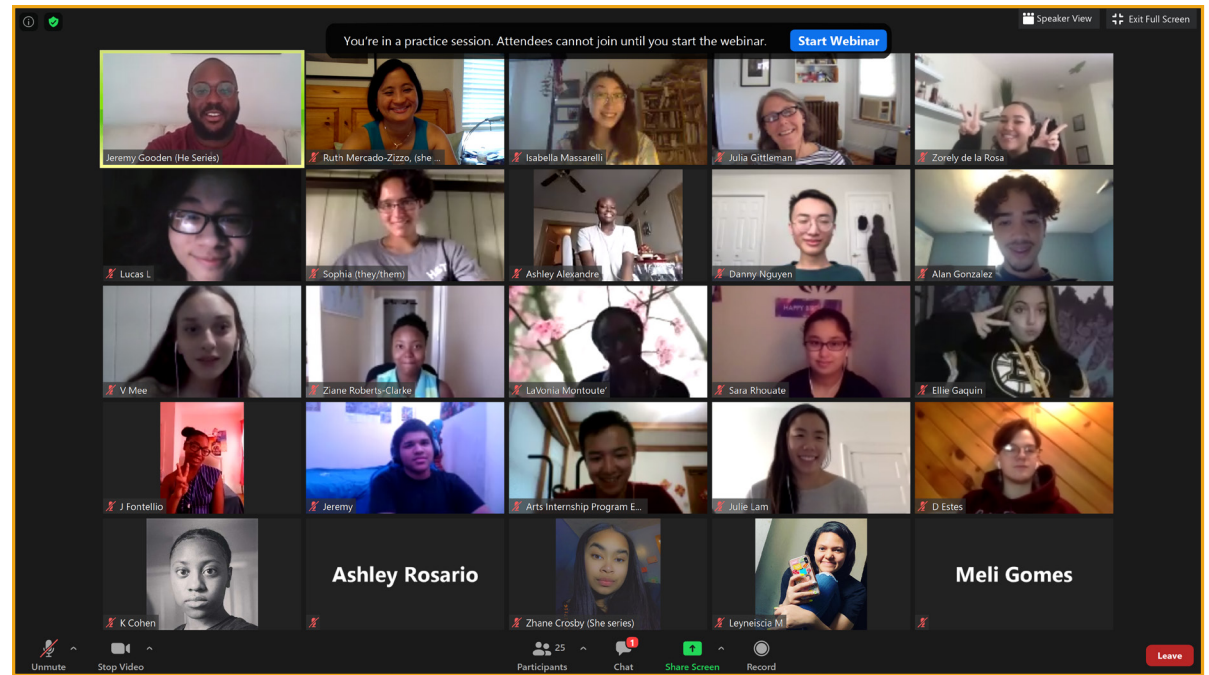 Speaker View
Exit Full Screen
You're in a practice session. Attendees cannot join until you start the webinar.
Start Webinar
Jeremy Gooden (He Series)
Ruth Mercado-Zizzo, (she ...
Isabella Massarelli
Julia Gittleman
Zorely de la Rosa
Lucas L
Sophia (they/them)
Ashley Alexandre
Danny Nguyen
Alan Gonzalez
V Mee
Ziane Roberts-Clarke
LaVonia Montoute'
Sara Rhouate
Ellie Gaquin
J Fontellio
Jeremy
Arts Internship Program E...
Julie Lam
D Estes
K Cohen
Ashley Rosario
Zhane Crosby (She series)
Leyneiscia M
Meli Gomes
Unmute
Stop Video
25
Participants
1
Chat
Share Screen
Record
Leave